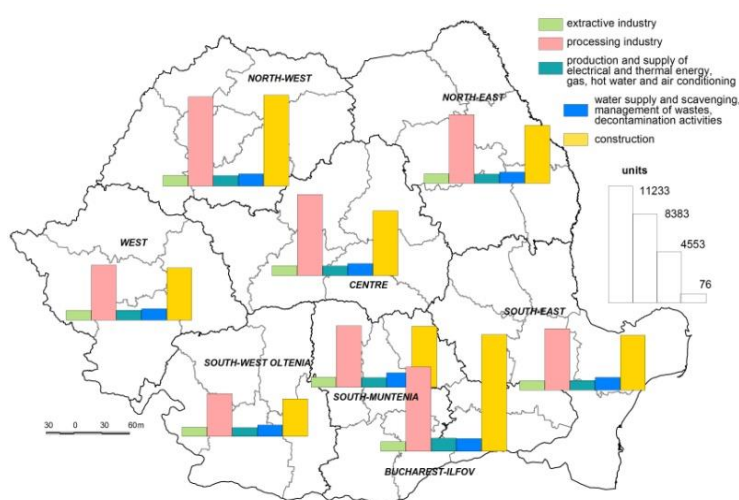 extractive industry
processing industry
production and supply of
electrical and thermal energy,
gas, hot water and air conditioning
water supply and scavenging,
management of wastes,
decontamination activities
construction
units
11233
8383
4553
76
NORTH-WEST
NORTH-EAST
WEST
CENTRE
SOUTH-EAST
SOUTH-WEST OLTENIA
SOUTH-MUNTENIA
BUCHAREST-ILFOV
30 0 30 60m